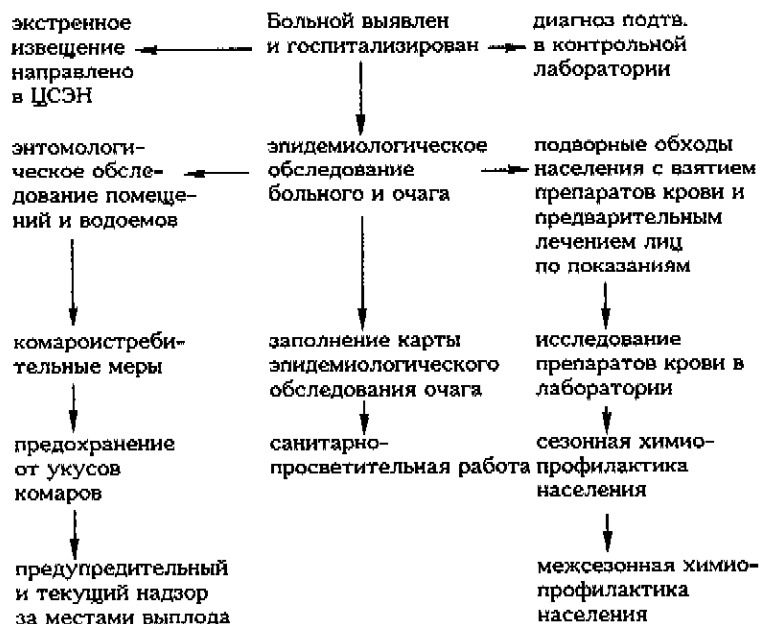 экстренное
извещение
направлено
в ЦСЭН
Больной выявлен
и госпитализирован
диагноз подтв.
в контрольной
лаборатории
энтомологи-
ческое обсле-
дование помеще-
ний и водоемов
эпидемиологическое
обследование
больного и очага
подворные обходы
населения с взятием
препаратов крови и
предварительным
лечением лиц
по показаниям
комароистреби-
тельные меры
заполнение карты
эпидемиологического
обследования очага
исследование
препаратов крови в
лаборатории
предохранение
от укусов
комаров
санитарно-
просветительная работа
сезонная химио-
профилактика
населения
предупредительный
и текущий надзор
за местами выплода
межсезонная химио-
профилактика
населения